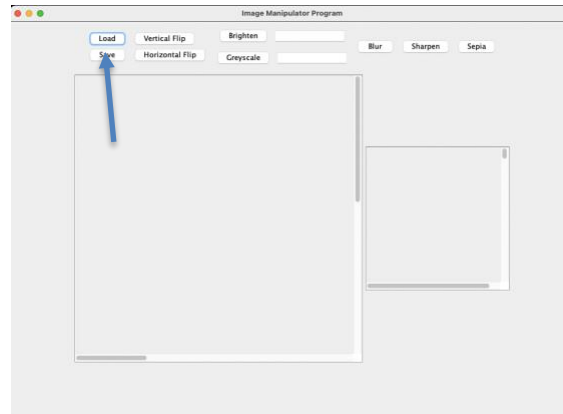 Image Manipulator Program
Load Vertical Flip Brighten
Blur Sharpen Sepia
Save Horizontal Flip Greyscale